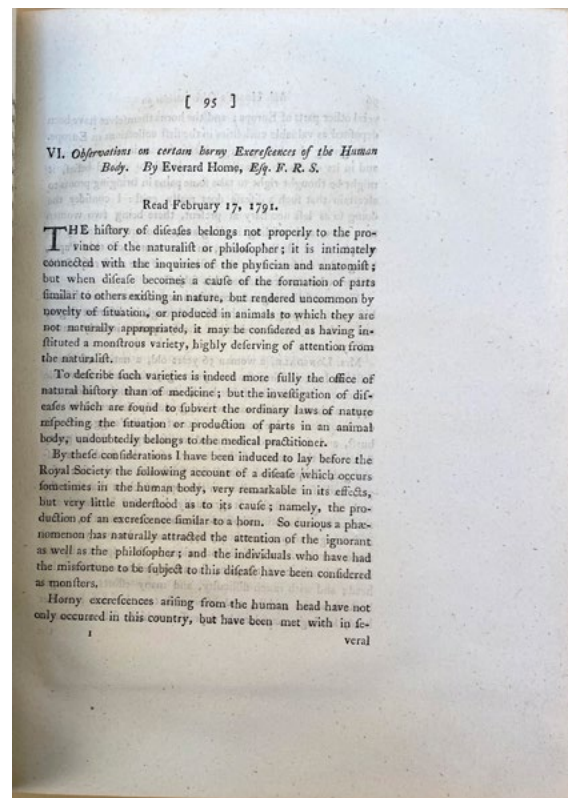 [ 95 ]
VI. Obſervations on certain horny Excreſcences of the Human
Body. By Everard Home, Eſq. F. R. S.
Read February 17, 1791.
THE hiſtory of diſeaſes belongs not properly to the pro-
vince of the naturaliſt or philoſopher; it is intimately
connected with the inquiries of the phyſician and anatomiſt;
but when diſeaſe becomes a cauſe of the formation of parts
ſimilar to others exiſting in nature, but rendered uncommon by
novelty of ſituation, or produced in animals to which they are
not naturally appropriated, it may be conſidered as having in-
ſtituted a monſtrous variety, highly deſerving of attention from
the naturaliſt.
To deſcribe ſuch varieties is indeed more fully the office of
natural hiſtory than of medicine; but the inveſtigation of diſ-
eaſes which are found to ſubvert the ordinary laws of nature
reſpecting the ſituation or production of parts in an animal
body, undoubtedly belongs to the medical practitioner.
By theſe conſiderations I have been induced to lay before the
Royal Society the following account of a diſeaſe which occurs
ſometimes in the human body, very remarkable in its effects,
but very little underſtood as to its cauſe; namely, the pro-
duction of an excreſcence ſimilar to a horn. So curious a phæ-
nomenon has naturally attracted the attention of the ignorant
as well as the philoſopher; and the individuals who have had
the misfortune to be ſubject to this diſeaſe have been conſidered
as monſters.
Horny excreſcences ariſing from the human head have not
only occurred in this country, but have been met with in ſe-
1
veral